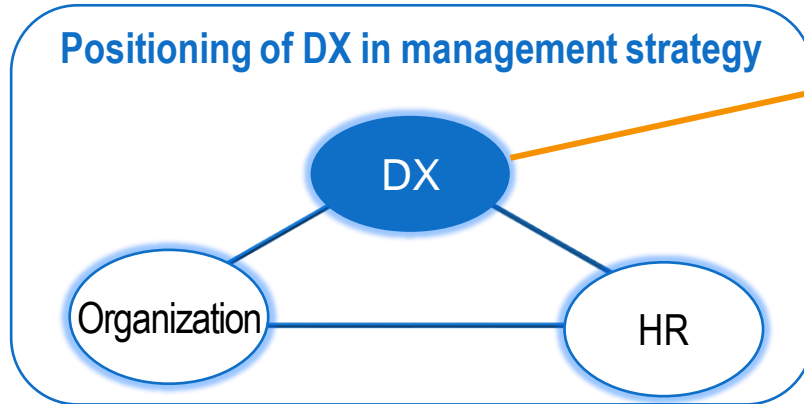 Positioning of DX in management strategy
DX
Organization
HR